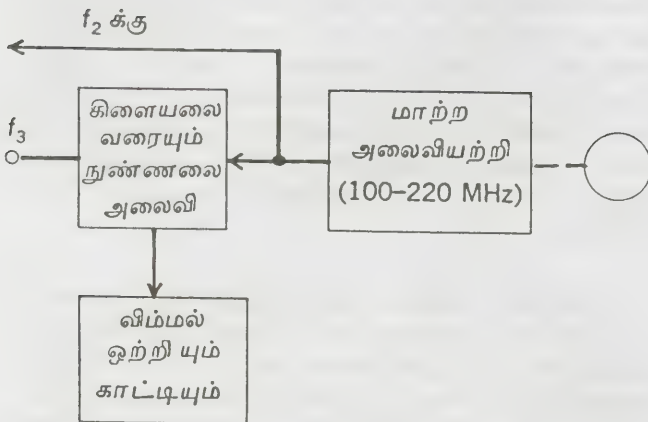 f2 க்கு
f3
கிளையலை
வரையும்
நுண்ணலை
அலைவி
மாற்ற
அலைவியற்றி
(100–220 MHz)
விம்மல்
ஒற்றி யும்
காட்டியும்